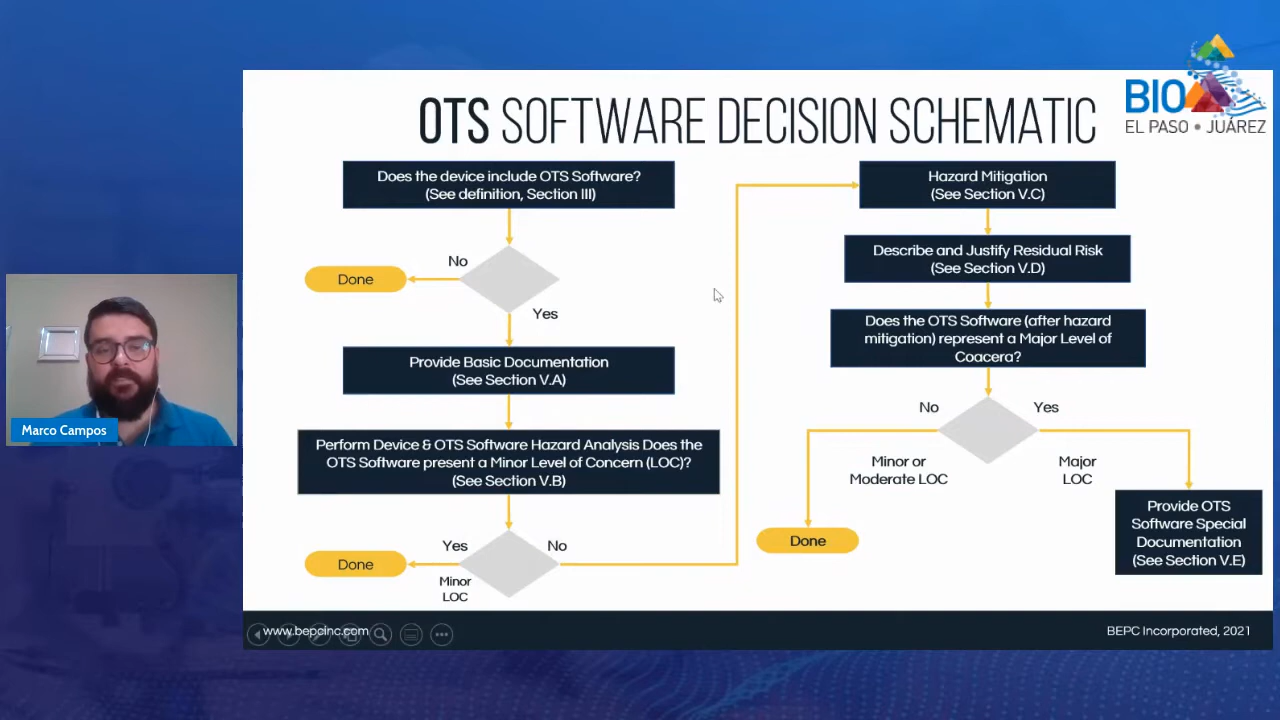 OTS SOFTWARE DECISION SCHEMATIC
BIO
EL PASO • JUÁREZ
Does the device include OTS Software?
(See definition, Section III)
No
Done
Yes
Provide Basic Documentation
(See Section V.A)
Perform Device & OTS Software Hazard Analysis Does the
OTS Software present a Minor Level of Concern (LOC)?
(See Section V.B)
Yes
No
Done
Minor
LOC
Hazard Mitigation
(See Section V.C)
Describe and Justify Residual Risk
(See Section V.D)
Does the OTS Software (after hazard
mitigation) represent a Major Level of
Coacera?
No
Yes
Minor or
Moderate LOC
Major
LOC
Done
Provide OTS
Software Special
Documentation
(See Section V.E)
Marco Campos
www.bepcinc.com
BEPC Incorporated, 2021